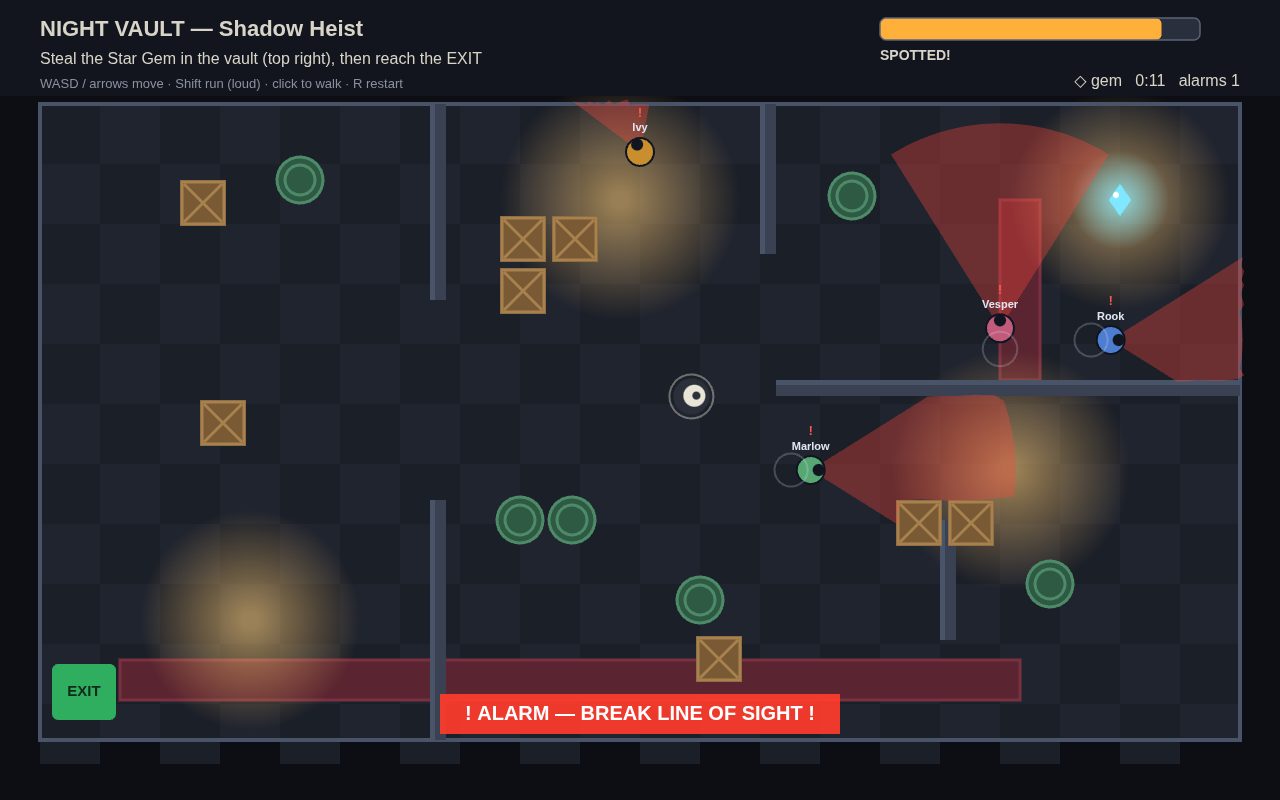 NIGHT VAULT — Shadow Heist
Steal the Star Gem in the vault (top right), then reach the EXIT
WASD / arrows move · Shift run (loud) · click to walk · R restart
SPOTTED!
◇ gem 0:11 alarms 1
!
Ivy
!
Vesper
!
Rook
!
Marlow
EXIT
! ALARM — BREAK LINE OF SIGHT !